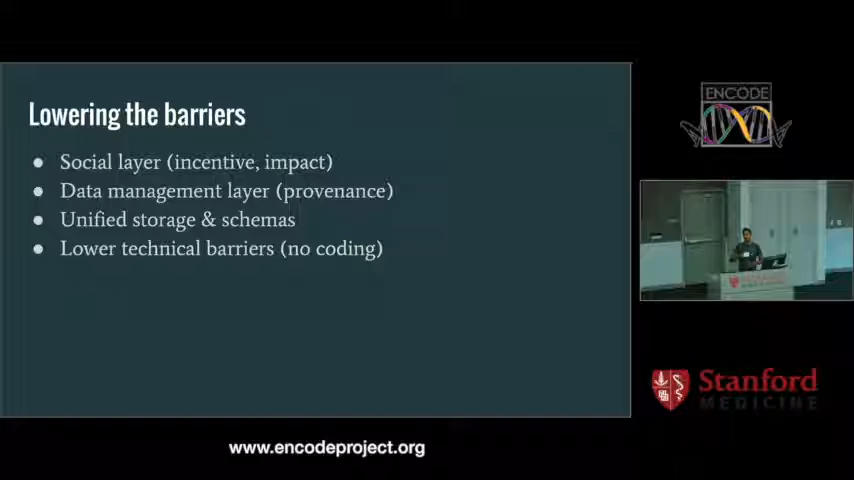 Lowering the barriers
● Social layer (incentive, impact)
● Data management layer (provenance)
● Unified storage & schemas
● Lower technical barriers (no coding)
ENCODE
Stanford
MEDICINE
www.encodeproject.org